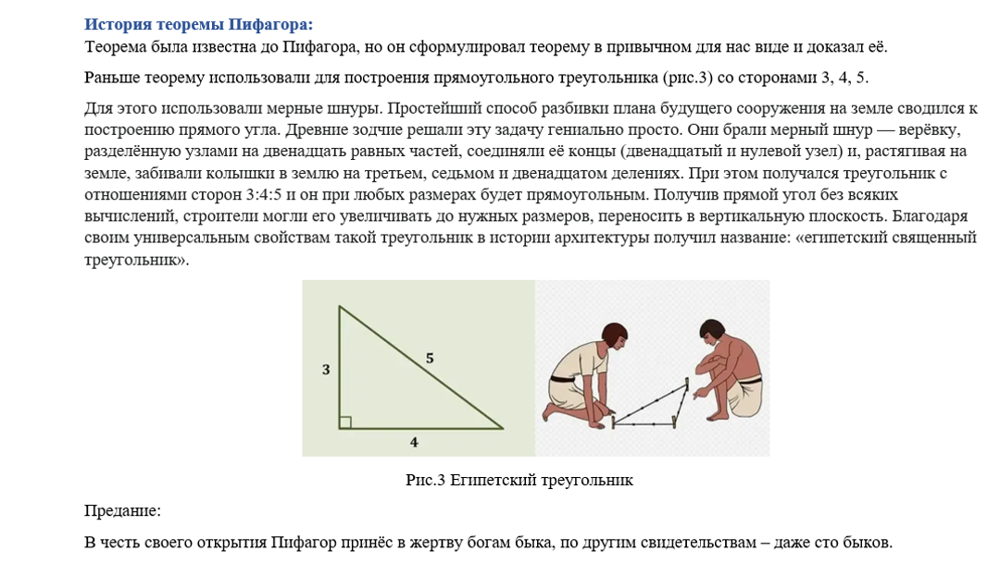 История теоремы Пифагора:
Теорема была известна до Пифагора, но он сформулировал теорему в привычном для нас виде и доказал её.
Раньше теорему использовали для построения прямоугольного треугольника (рис.3) со сторонами 3, 4, 5.
Для этого использовали мерные шнуры. Простейший способ разбивки плана будущего сооружения на земле сводился к
построению прямого угла. Древние зодчие решали эту задачу гениально просто. Они брали мерный шнур — верёвку,
разделённую узлами на двенадцать равных частей, соединяли её концы (двенадцатый и нулевой узел) и, растягивая на
земле, забивали колышки в землю на третьем, седьмом и двенадцатом делениях. При этом получался треугольник с
отношениями сторон 3:4:5 и он при любых размерах будет прямоугольным. Получив прямой угол без всяких
вычислений, строители могли его увеличивать до нужных размеров, переносить в вертикальную плоскость. Благодаря
своим универсальным свойствам такой треугольник в истории архитектуры получил название: «египетский священный
треугольник».
5
3
4
Рис.3 Египетский треугольник
Предание:
В честь своего открытия Пифагор принёс в жертву богам быка, по другим свидетельствам – даже сто быков.